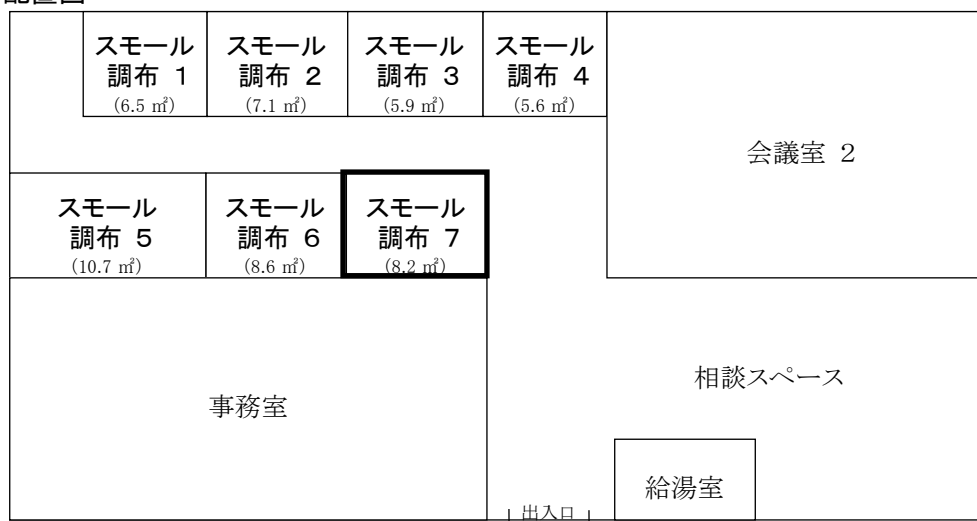 スモール
調布 1
(6.5 ㎡)
スモール
調布 2
(7.1 ㎡)
スモール
調布 3
(5.9 ㎡)
スモール
調布 4
(5.6 ㎡)
会議室 2
スモール
調布 5
(10.7 ㎡)
スモール
調布 6
(8.6 ㎡)
スモール
調布 7
(8.2 ㎡)
事務室
相談スペース
給湯室
出入口